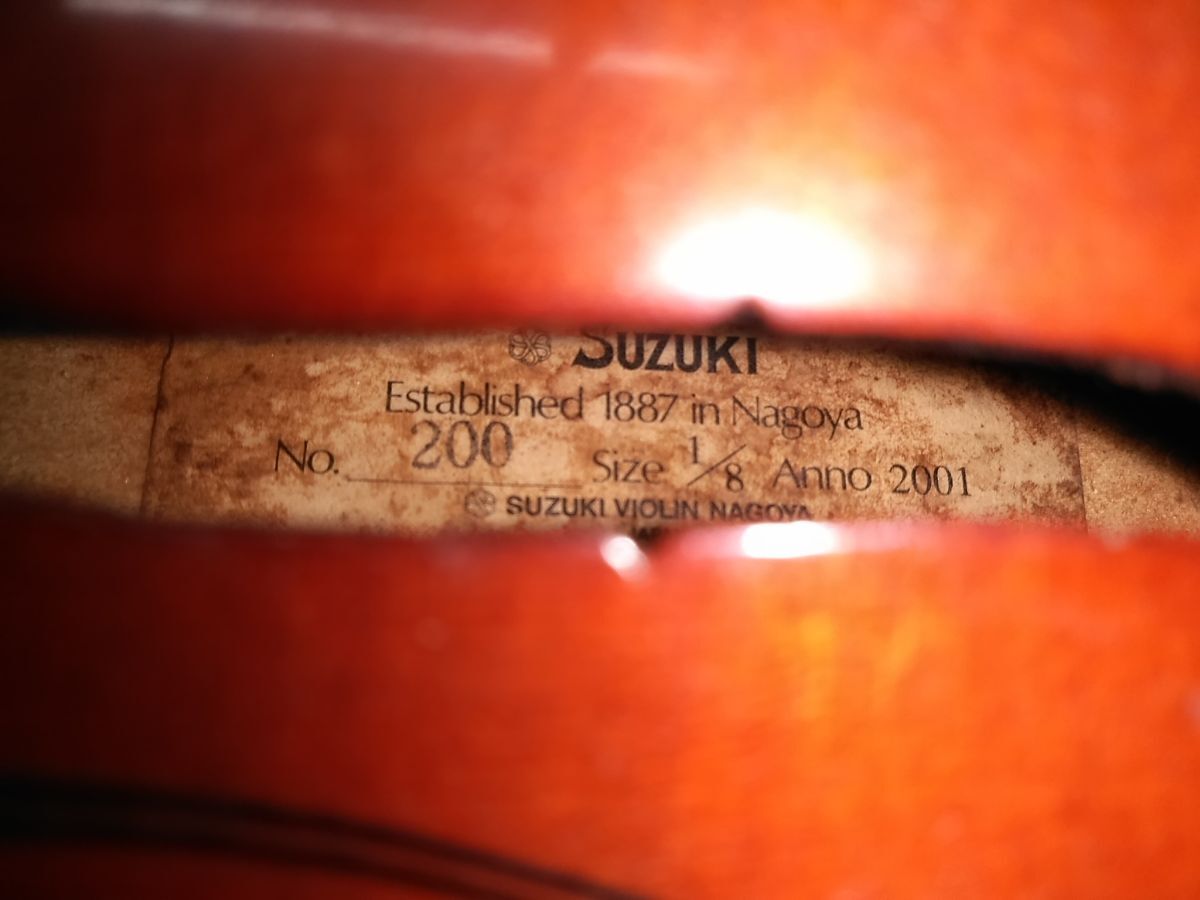 SUZUKI
Established 1887 in Nagoya
No. 200 Size 1/8 Anno 2001
SUZUKI VIOLIN NAGOYA